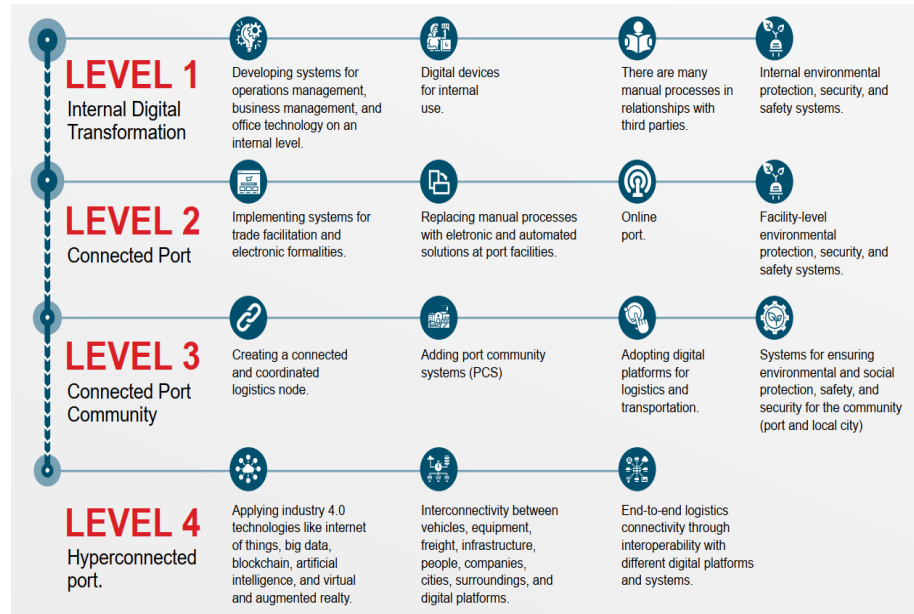 LEVEL 1
Internal Digital
Transformation
Developing systems for
operations management,
business management, and
office technology on an
internal level.
Digital devices
for internal
use.
There are many
manual processes in
relationships with
third parties.
Internal environmental
protection, security, and
safety systems.
LEVEL 2
Connected Port
Implementing systems for
trade facilitation and
electronic formalities.
Replacing manual processes
with eletronic and automated
solutions at port facilities.
Online
port.
Facility-level
environmental
protection, security, and
safety systems.
LEVEL 3
Connected Port
Community
Creating a connected
and coordinated
logistics node.
Adding port community
systems (PCS)
Adopting digital
platforms for
logistics and
transportation.
Systems for ensuring
environmental and social
protection, safety, and
security for the community
(port and local city)
LEVEL 4
Hyperconnected
port.
Applying industry 4.0
technologies like internet
of things, big data,
blockchain, artificial
intelligence, and virtual
and augmented realty.
Interconnectivity between
vehicles, equipment,
freight, infrastructure,
people, companies,
cities, surroundings, and
digital platforms.
End-to-end logistics
connectivity through
interoperability with
different digital platforms
and systems.